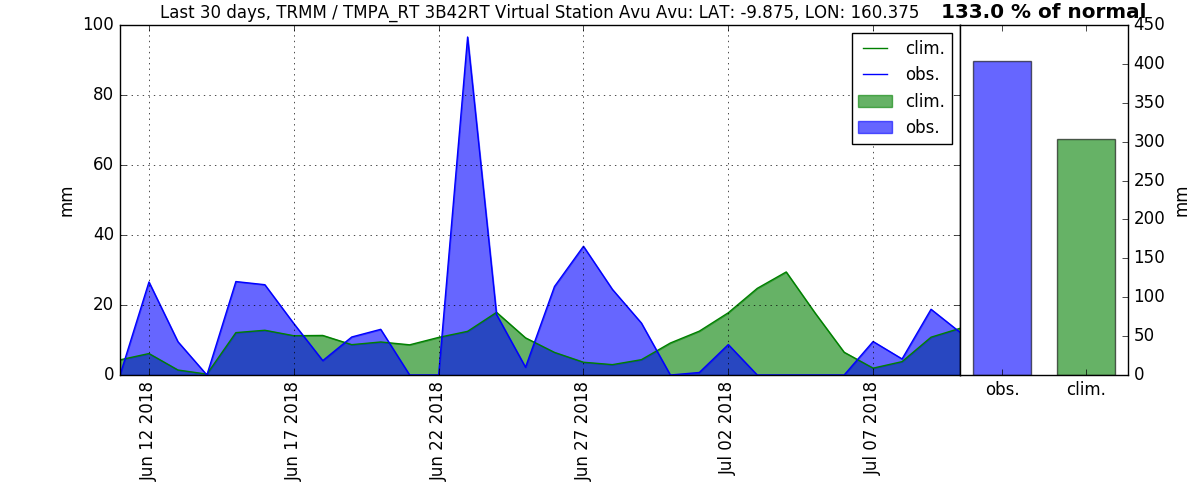 Last 30 days, TRMM / TMPA_RT 3B42RT Virtual Station Avu Avu: LAT: -9.875, LON: 160.375
133.0 % of normal
100
80
60
40
20
0
mm
clim.
obs.
clim.
obs.
Jun 12 2018
Jun 17 2018
Jun 22 2018
Jun 27 2018
Jul 02 2018
Jul 07 2018
450
400
350
300
250
200
150
100
50
0
mm
obs.
clim.